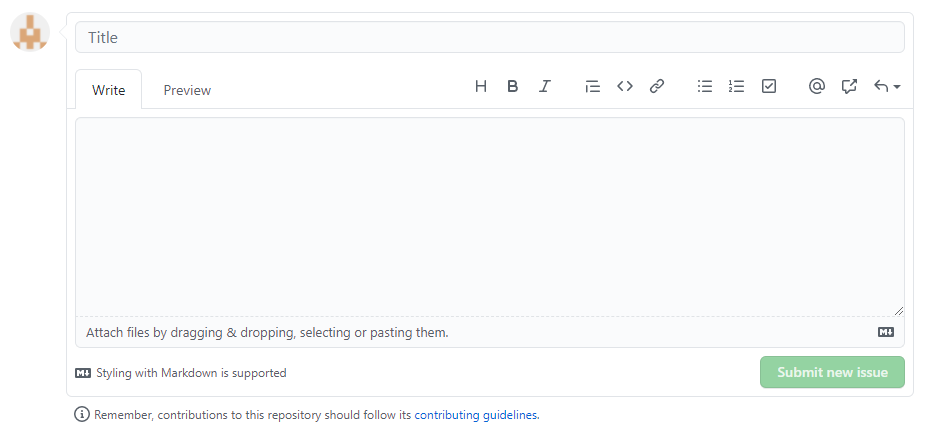 Title
Write Preview
Attach files by dragging & dropping, selecting or pasting them.
Styling with Markdown is supported Submit new issue
Remember, contributions to this repository should follow its contributing guidelines.